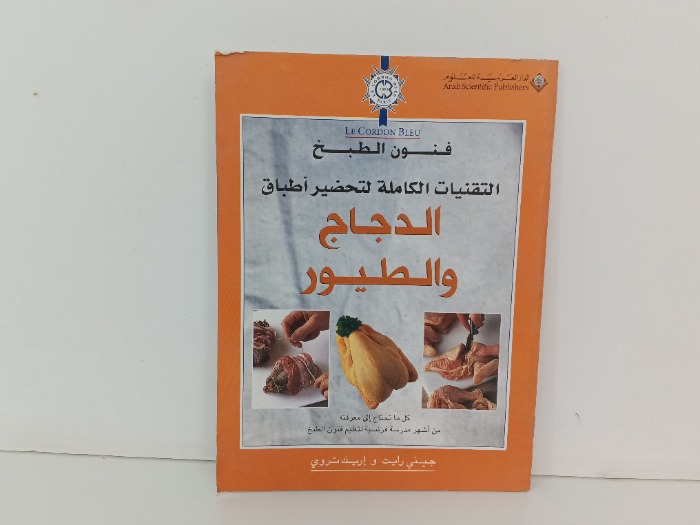 الدار العربية للعلوم
Arab Scientific Publishers
LE CORDON BLEU
فنون الطبخ
التقنيات الكاملة لتحضير أطباق
الدجاج
والطيور
كل ما تحتاج إلى معرفته
من أشهر مدرسة فرنسية لتعليم فنون الطبخ
جيني رايت و إريك تروي